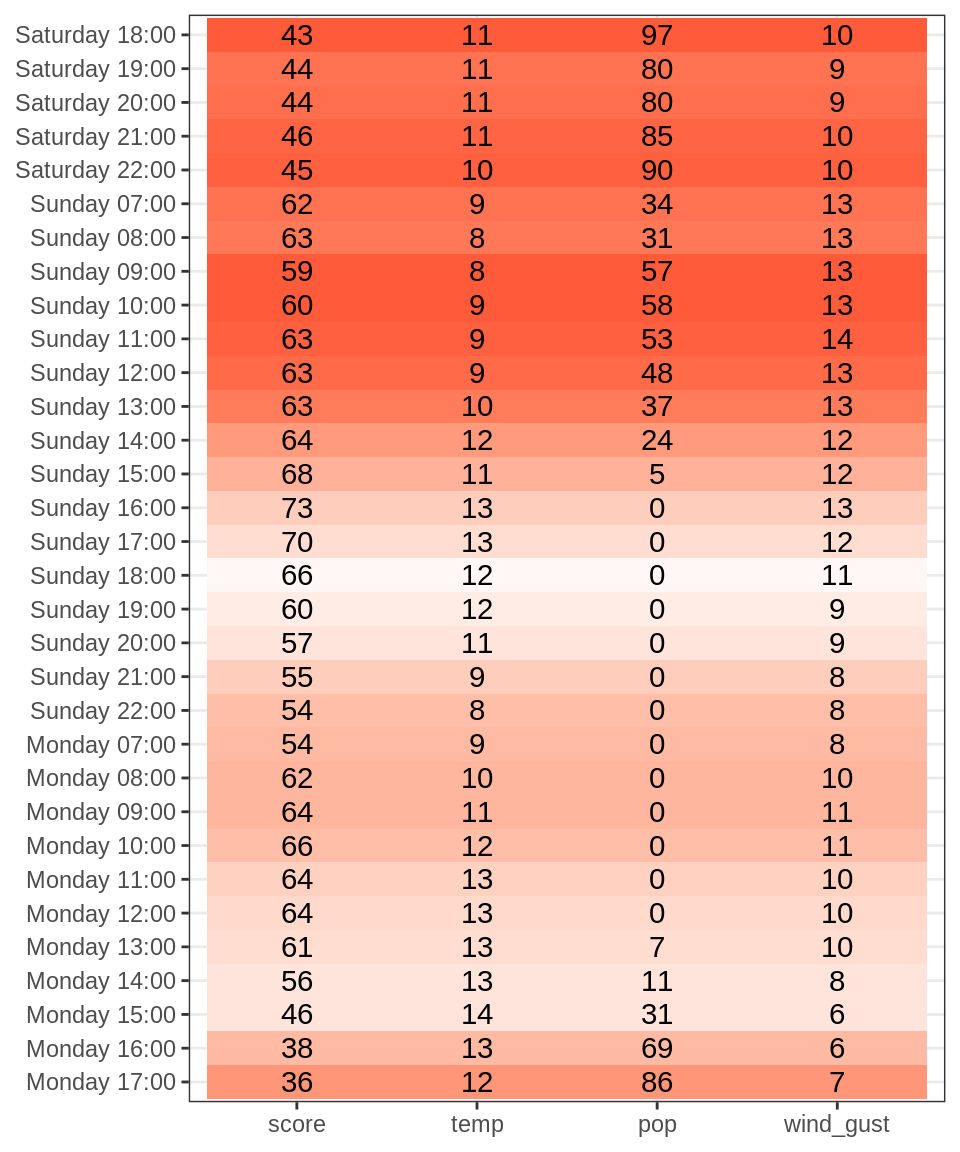 Saturday 18:00 43 11 97 10
Saturday 19:00 44 11 80 9
Saturday 20:00 44 11 80 9
Saturday 21:00 46 11 85 10
Saturday 22:00 45 10 90 10
Sunday 07:00 62 9 34 13
Sunday 08:00 63 8 31 13
Sunday 09:00 59 8 57 13
Sunday 10:00 60 9 58 13
Sunday 11:00 63 9 53 14
Sunday 12:00 63 9 48 13
Sunday 13:00 63 10 37 13
Sunday 14:00 64 12 24 12
Sunday 15:00 68 11 5 12
Sunday 16:00 73 13 0 13
Sunday 17:00 70 13 0 12
Sunday 18:00 66 12 0 11
Sunday 19:00 60 12 0 9
Sunday 20:00 57 11 0 9
Sunday 21:00 55 9 0 8
Sunday 22:00 54 8 0 8
Monday 07:00 54 9 0 8
Monday 08:00 62 10 0 10
Monday 09:00 64 11 0 11
Monday 10:00 66 12 0 11
Monday 11:00 64 13 0 10
Monday 12:00 64 13 0 10
Monday 13:00 61 13 7 10
Monday 14:00 56 13 11 8
Monday 15:00 46 14 31 6
Monday 16:00 38 13 69 6
Monday 17:00 36 12 86 7
score temp pop wind_gust